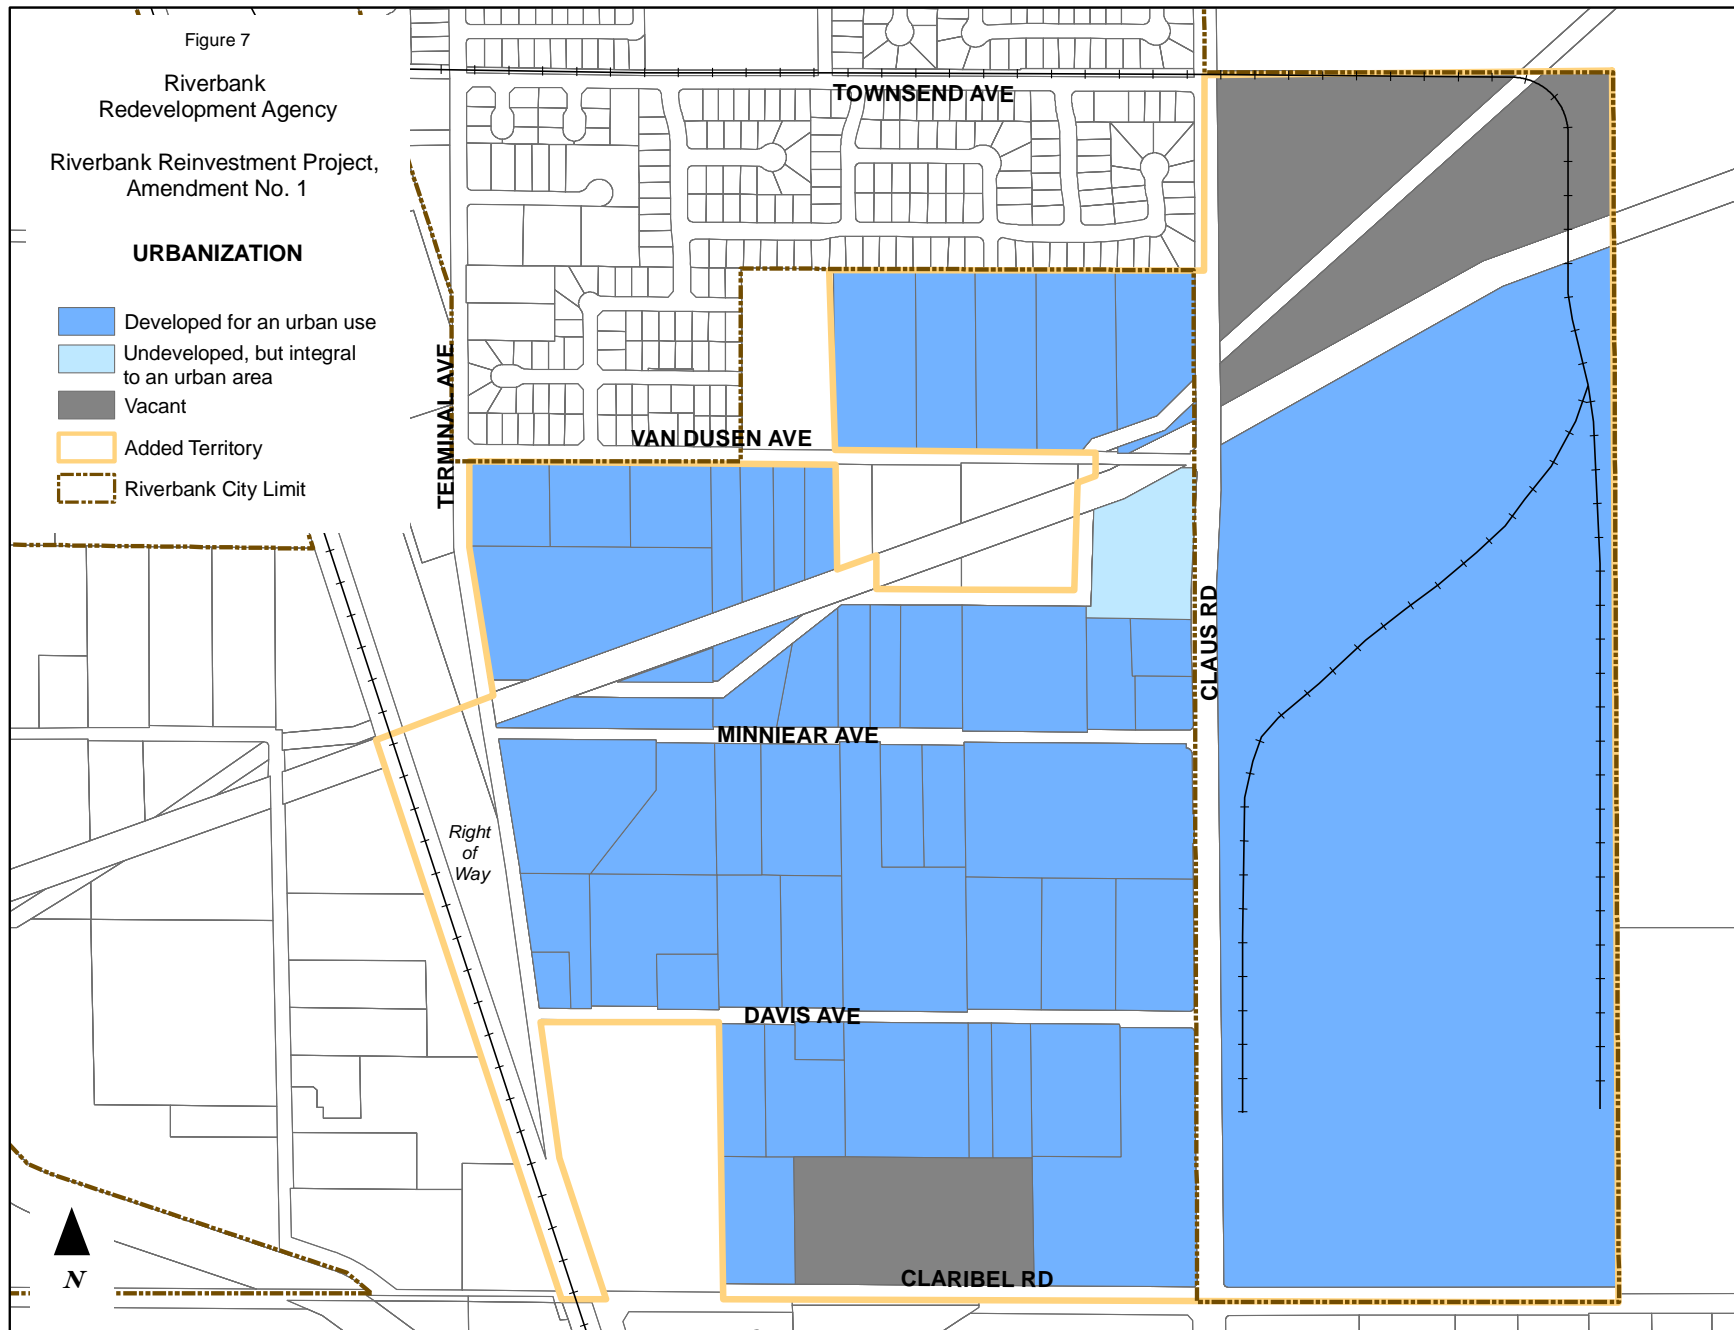 Figure 7
Riverbank
Redevelopment Agency
Riverbank Reinvestment Project,
Amendment No. 1
URBANIZATION
Developed for an urban use
Undeveloped, but integral
to an urban area
Vacant
Added Territory
Riverbank City Limit
TOWNSEND AVE
TERMINAL AVE
VAN DUSEN AVE
CLAUS RD
MINNIEAR AVE
Right
of
Way
DAVIS AVE
CLARIBEL RD
N